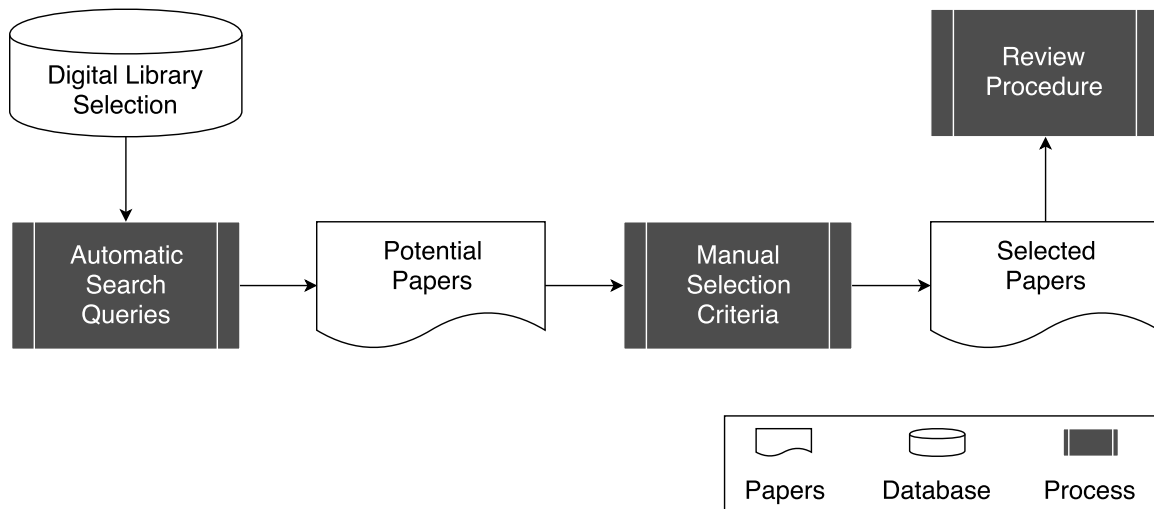 Digital Library
Selection
Review
Procedure
Automatic
Search
Queries
Potential
Papers
Manual
Selection
Criteria
Selected
Papers
Papers
Database
Process